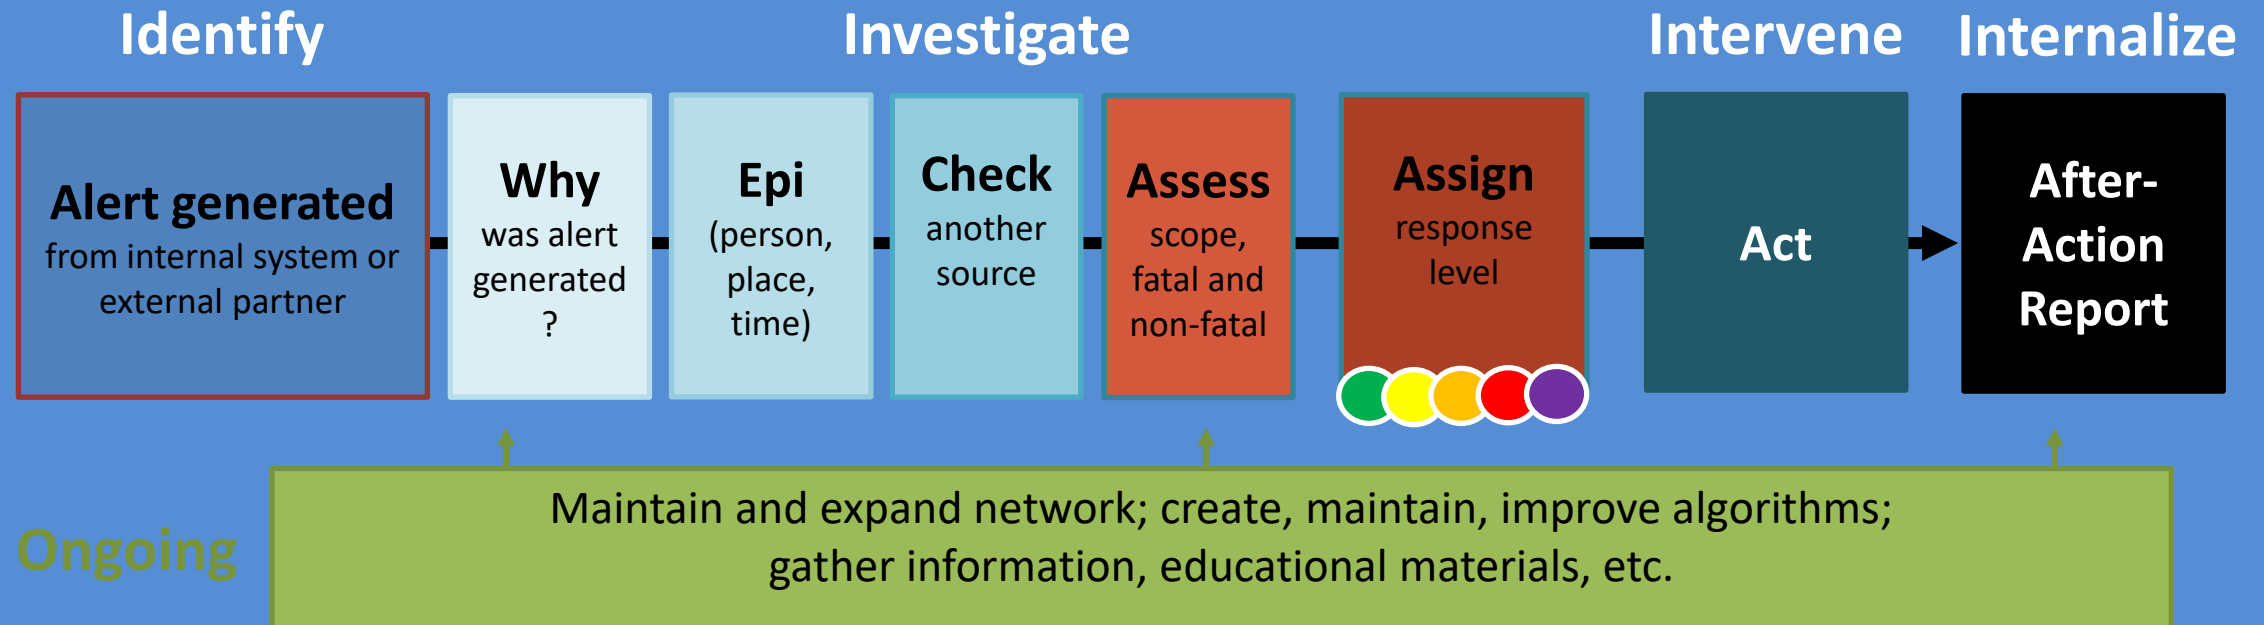 Identify
Investigate
Intervene
Internalize
Alert generated
from internal system or
external partner
Why
was alert
generated
?
Epi
(person,
place,
time)
Check
another
source
Assess
scope,
fatal and
non-fatal
Assign
response
level
Act
After-
Action
Report
Ongoing
Maintain and expand network; create, maintain, improve algorithms;
gather information, educational materials, etc.